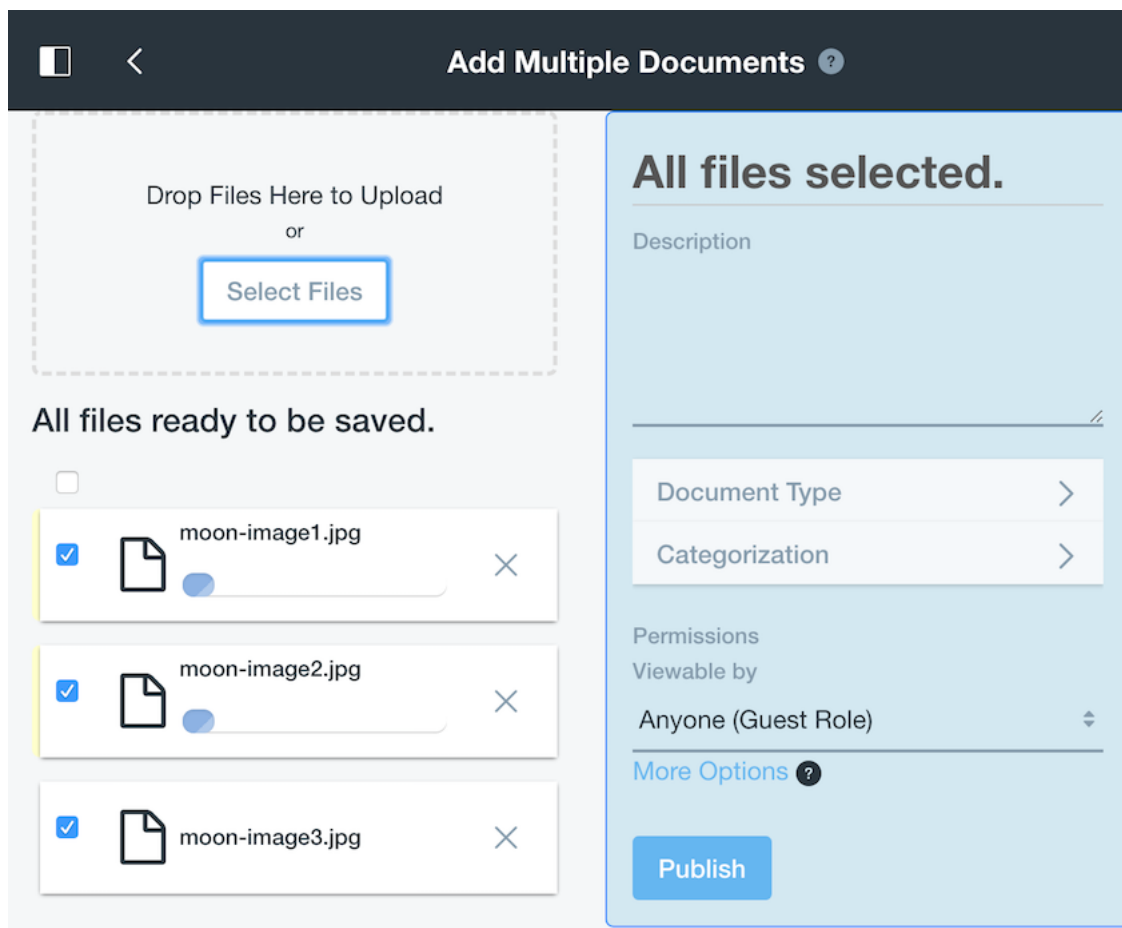 Add Multiple Documents ?
Drop Files Here to Upload
or
Select Files
All files ready to be saved.
moon-image1.jpg
moon-image2.jpg
moon-image3.jpg
All files selected.
Description
Document Type
Categorization
Permissions
Viewable by
Anyone (Guest Role)
More Options ?
Publish